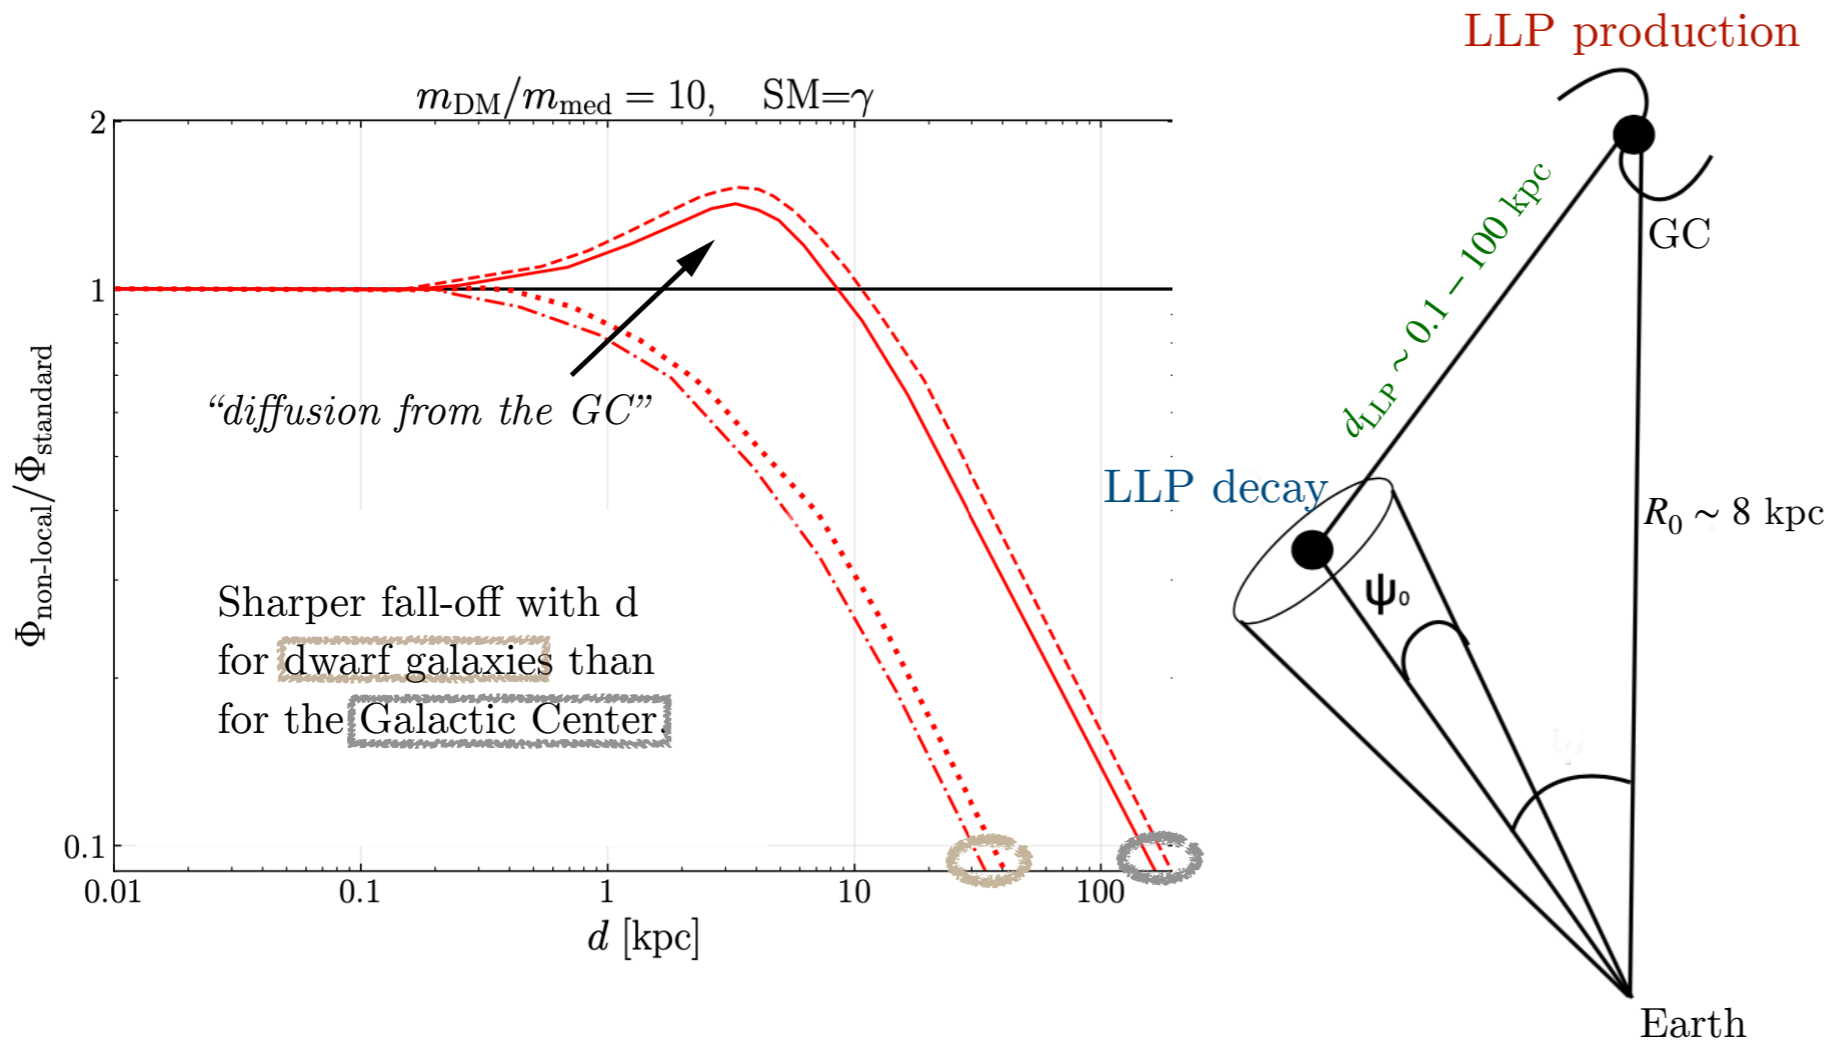 LLP production
m_DM/m_med = 10, SM=γ
2
1
0.1
Φ_non-local/Φ_standard
“diffusion from the GC”
Sharper fall-off with d
for dwarf galaxies than
for the Galactic Center.
0.01 0.1 1 10 100
d [kpc]
GC
d_LLP ~ 0.1 − 100 kpc
LLP decay
R_0 ~ 8 kpc
ψ_0
Earth